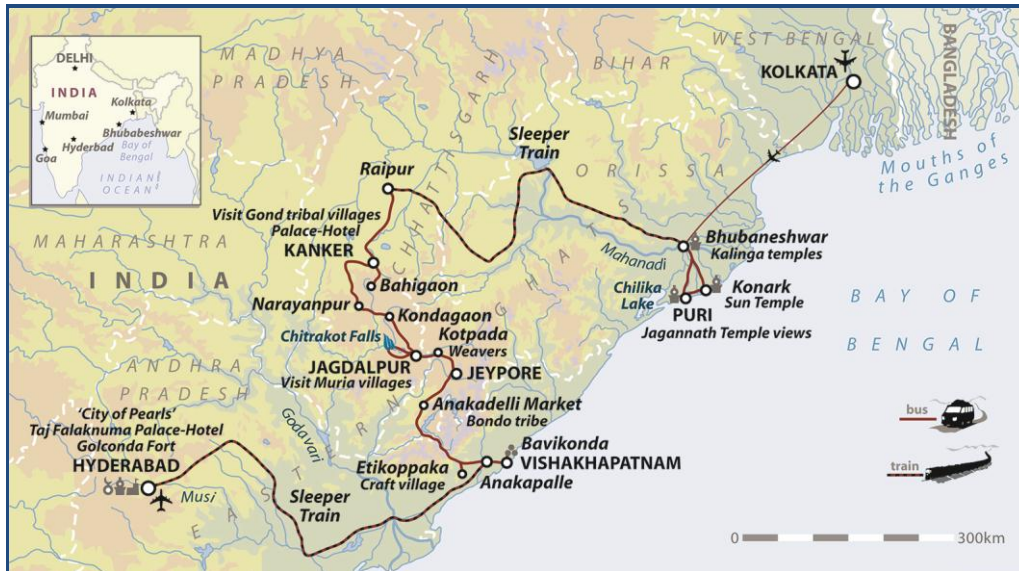 DELHI
INDIA
Mumbai
Kolkata
Hyderbad
Bhubabeshwar
Bay of
Bengal
Goa
INDIAN
OCEAN
MADHYA
PRADESH
CHHATTSGARH
BIHAR
WEST BENGAL
BANGLADESH
KOLKATA
Mouths of
the Ganges
Sleeper
Train
ORISSA
Raipur
Visit Gond tribal villages
Palace-Hotel
KANKER
MAHARASHTRA
INDIA
Bahigaon
Narayanpur
Kondagaon
Chitrakot Falls
Kotpada
Weavers
JAGDALPUR
Visit Muria villages
JEYPORE
Mahanadi
Bhubaneshwar
Kalinga temples
Chilika
Lake
Konark
Sun Temple
PURI
Jagannath Temple views
BAY OF
BENGAL
ANDHRA
PRADESH
'City of Pearls'
Taj Falaknuma Palace-Hotel
Golconda Fort
HYDERABAD
Musi
Godavari
EASTERN GHATS
Anakadelli Market
Bondo tribe
Bavikonda
VISHAKHAPATNAM
Etikoppaka
Craft village
Anakapalle
Sleeper
Train
bus
train
0 300km